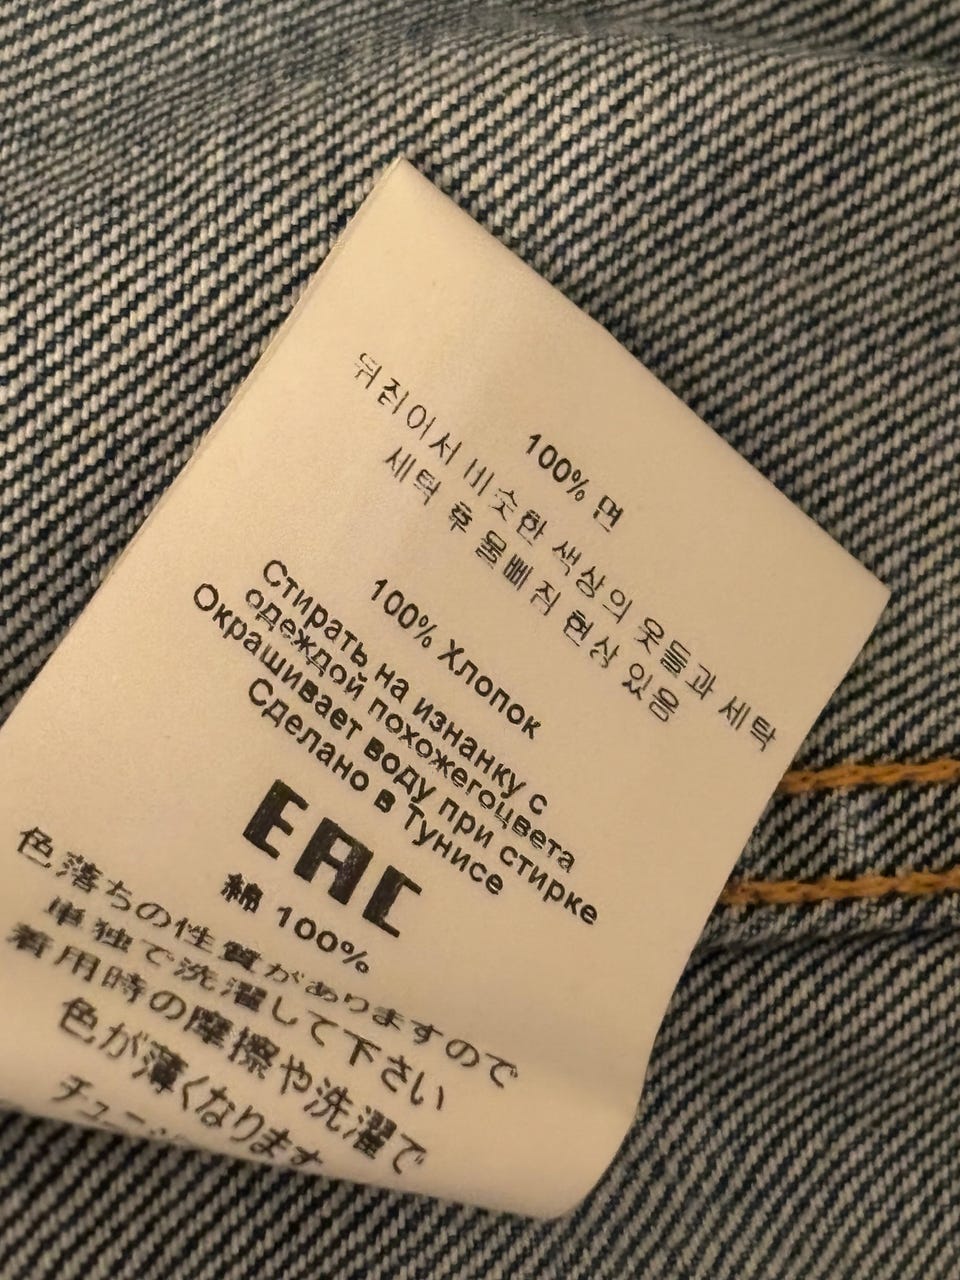 100% 면
뒤집어서 비슷한 색상의 옷들과 세탁
세탁 후 물빠짐 현상 있음
100% Хлопок
Стирать на изнанку с
одеждой похожегоцвета
Окрашивает воду при стирке
Сделано в Тунисе
EAC
綿 100%
色落ちの性質がありますので
単独で洗濯して下さい
着用時の摩擦や洗濯で
色が薄くなります